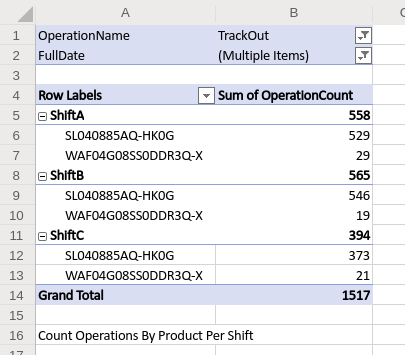 A B
1 OperationName TrackOut
2 FullDate (Multiple Items)
3
4 Row Labels Sum of OperationCount
5 ShiftA 558
6 SL040885AQ-HK0G 529
7 WAF04G08SS0DDR3Q-X 29
8 ShiftB 565
9 SL040885AQ-HK0G 546
10 WAF04G08SS0DDR3Q-X 19
11 ShiftC 394
12 SL040885AQ-HK0G 373
13 WAF04G08SS0DDR3Q-X 21
14 Grand Total 1517
15
16 Count Operations By Product Per Shift
17